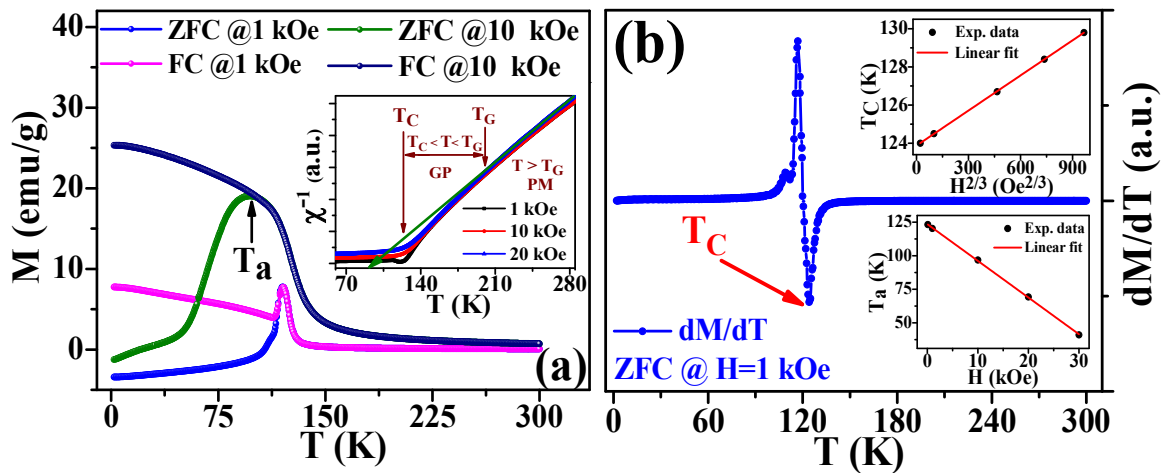 ZFC @1 kOe
ZFC @10 kOe
FC @1 kOe
FC @10 kOe
M (emu/g)
40
30
20
10
0
T_a
(a)
0
75
150
225
300
T (K)
χ⁻¹ (a.u.)
T_C
T_G
T_C < T < T_G
GP
T > T_G
PM
1 kOe
10 kOe
20 kOe
70
140
210
280
T (K)
(b)
T_C
dM/dT
ZFC @ H=1 kOe
0
60
120
180
240
300
T (K)
dM/dT (a.u.)
T_C (K)
130
128
126
124
Exp. data
Linear fit
0
300
600
900
H^2/3 (Oe^2/3)
T_a (K)
125
100
75
50
Exp. data
Linear fit
0
10
20
30
H (kOe)